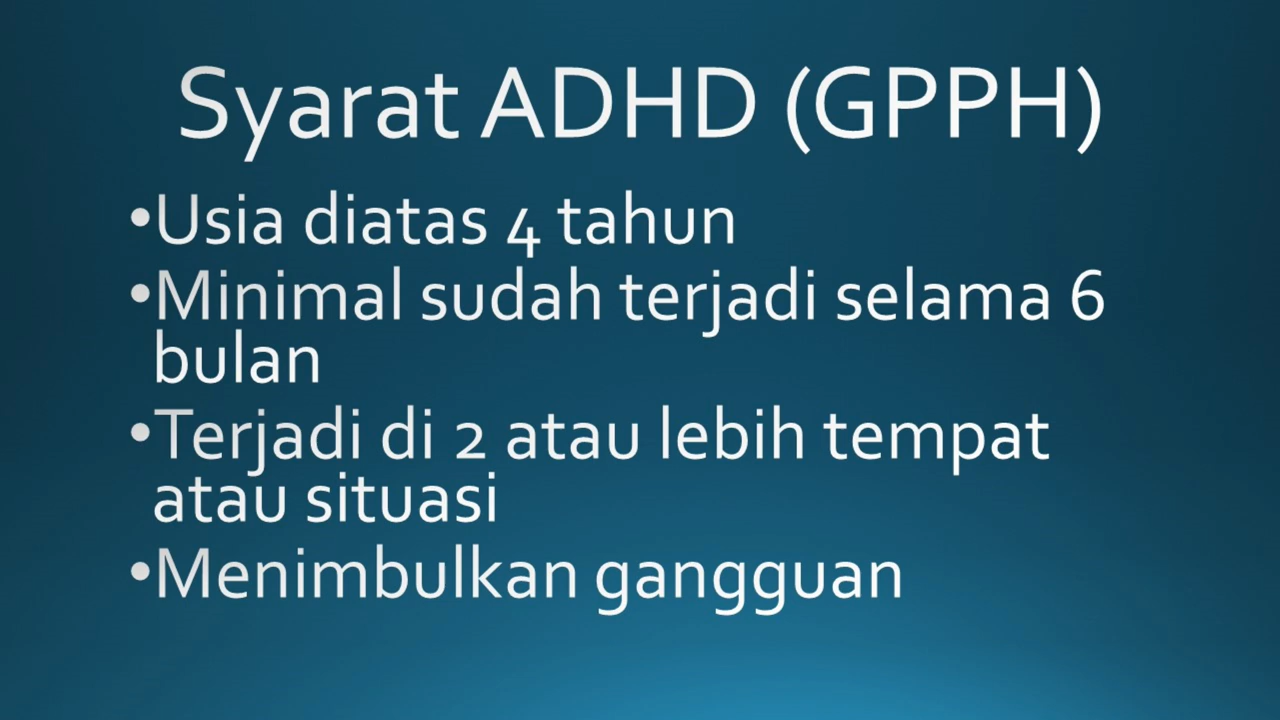 Syarat ADHD (GPPH)
•Usia diatas 4 tahun
•Minimal sudah terjadi selama 6
bulan
•Terjadi di 2 atau lebih tempat
atau situasi
•Menimbulkan gangguan